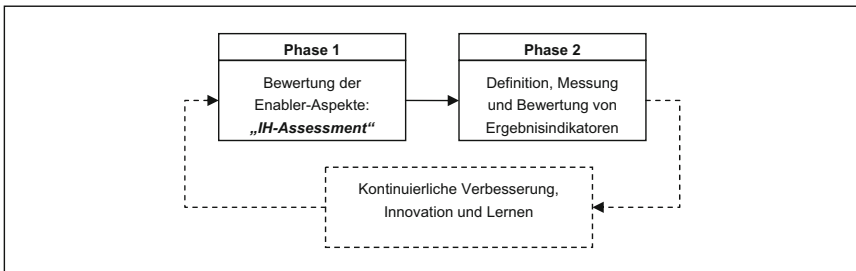 Phase 1
Bewertung der
Enabler-Aspekte:
„IH-Assessment“
Phase 2
Definition, Messung
und Bewertung von
Ergebnisindikatoren
Kontinuierliche Verbesserung,
Innovation und Lernen